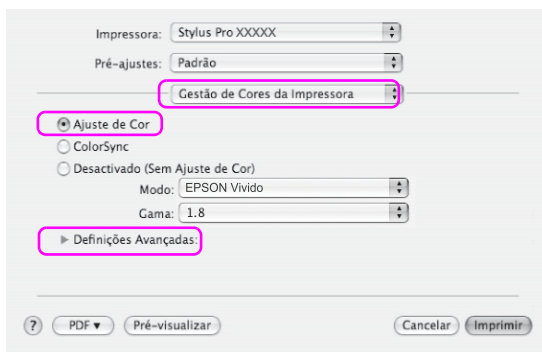 Impressora: Stylus Pro XXXXX
Pré-ajustes: Padrão
Gestão de Cores da Impressora
Ajuste de Cor
ColorSync
Desactivado (Sem Ajuste de Cor)
Modo: EPSON Vivido
Gama: 1.8
Definições Avançadas:
? PDF Pré-visualizar Cancelar Imprimir